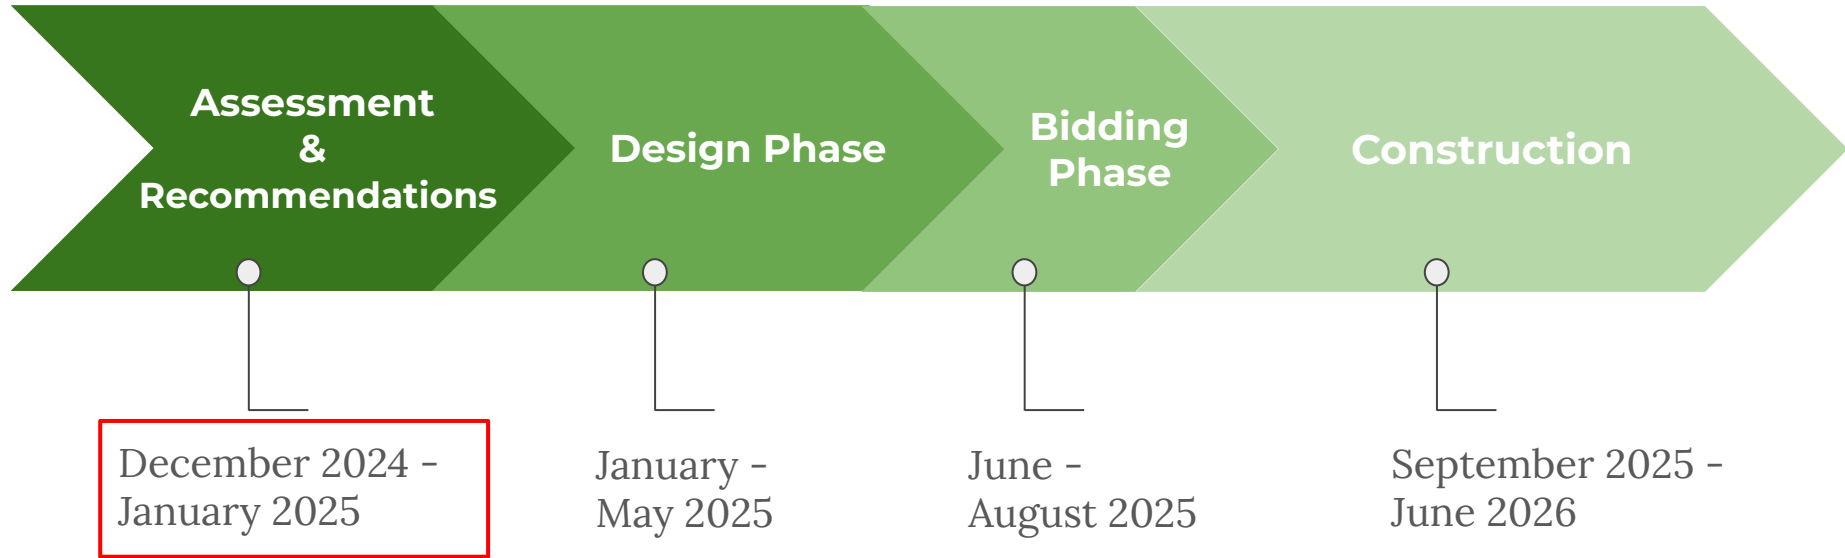 Assessment
&
Recommendations
Design Phase
Bidding
Phase
Construction
December 2024 -
January 2025
January -
May 2025
June -
August 2025
September 2025 -
June 2026